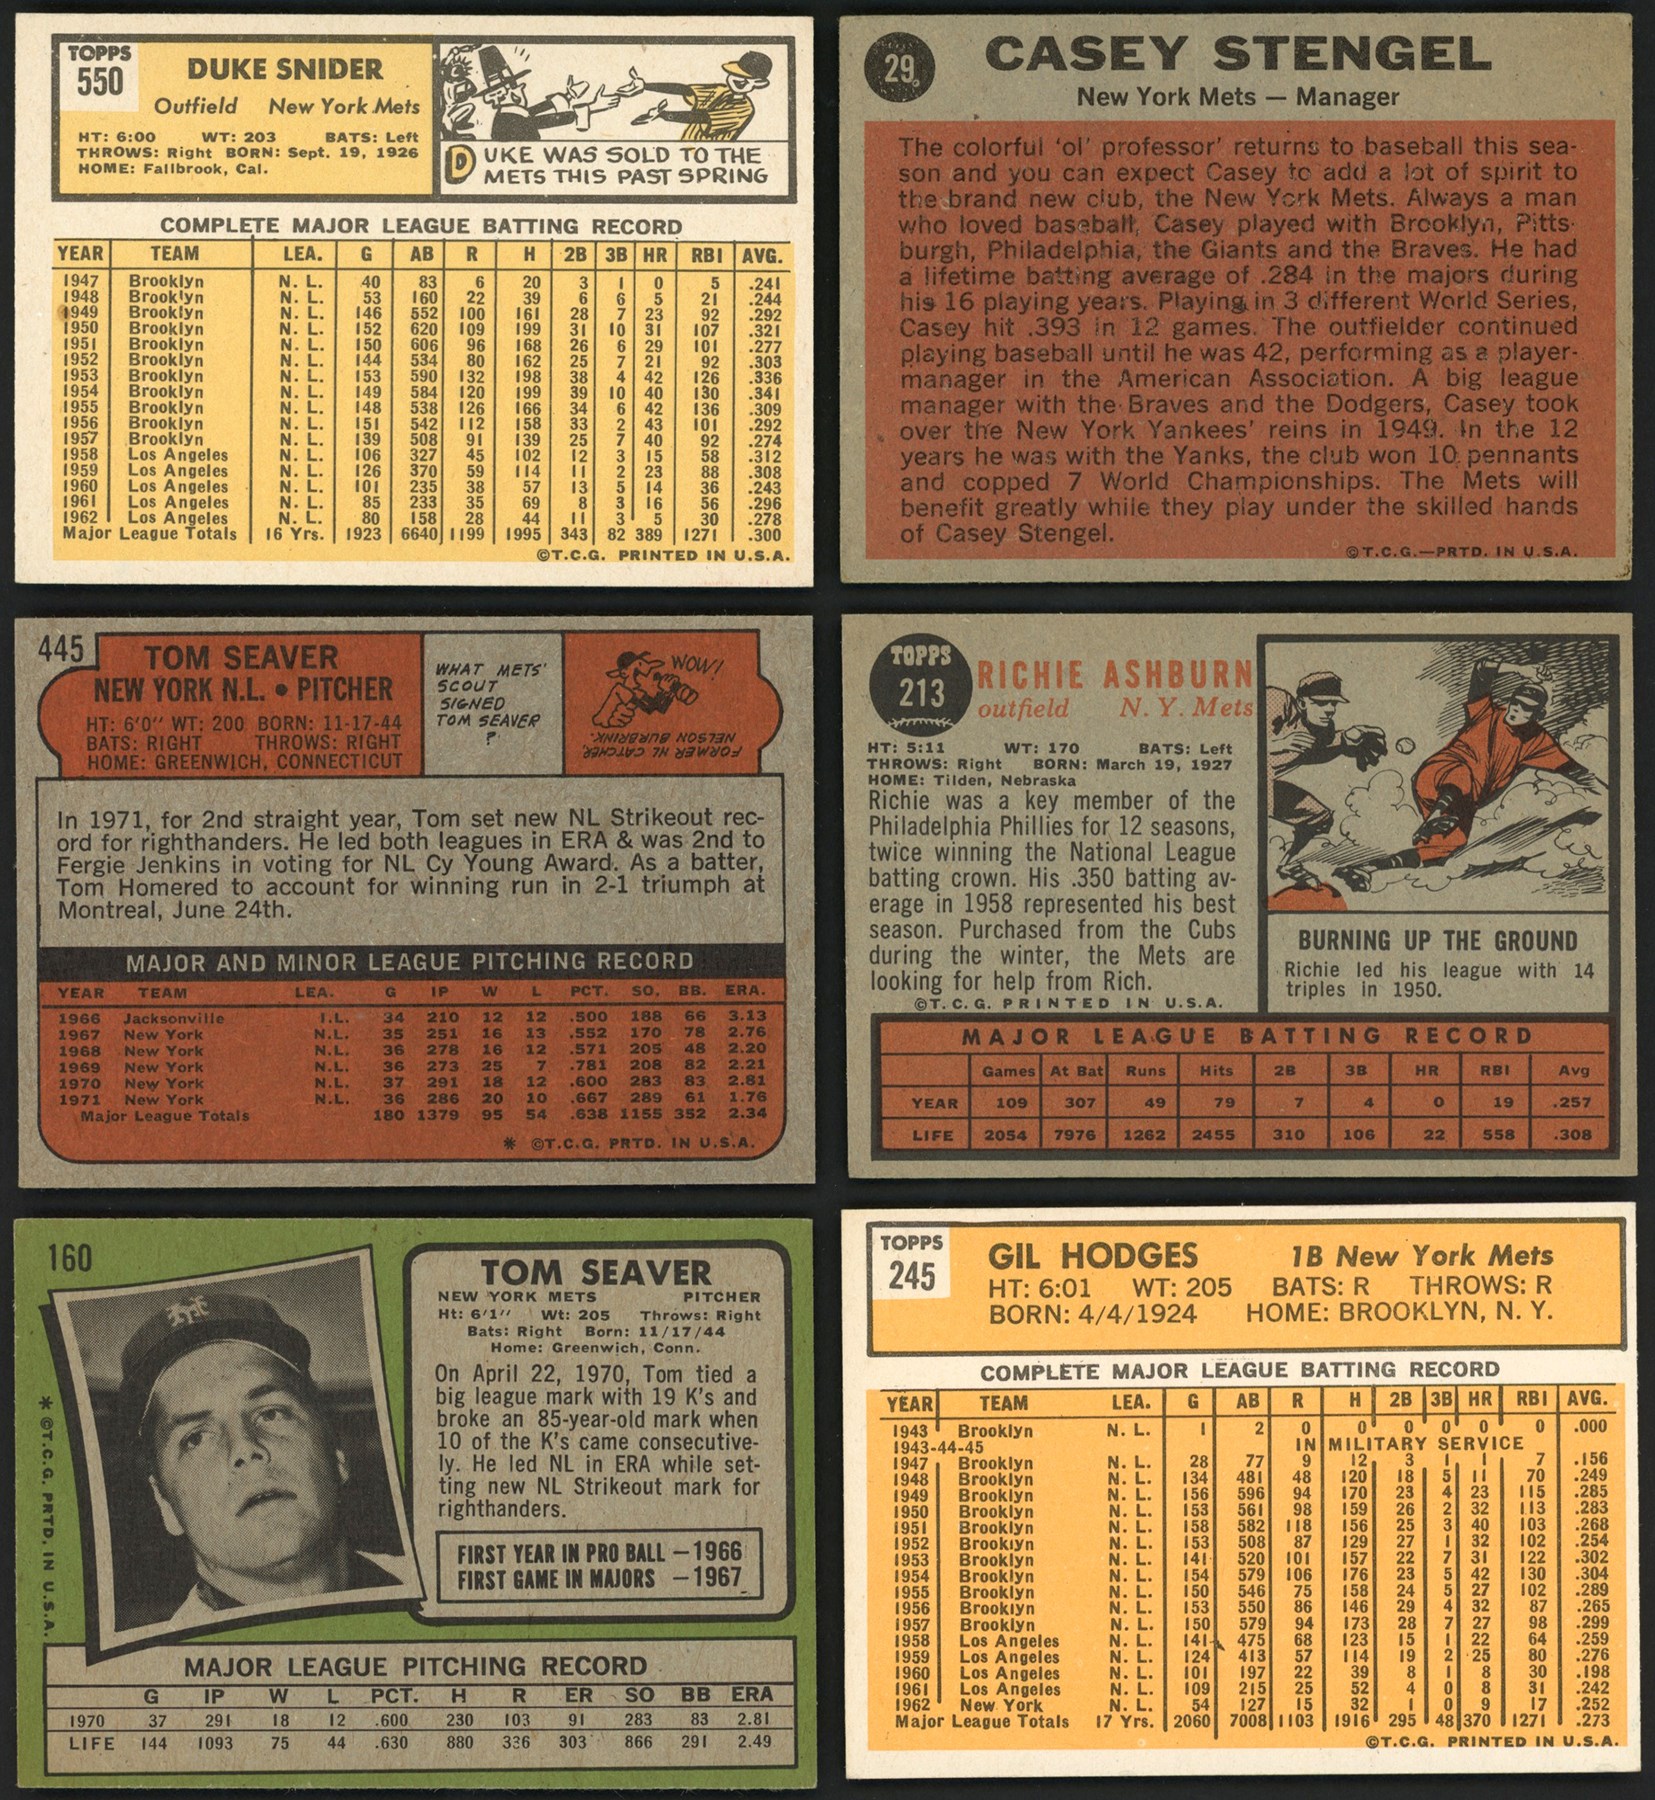 TOPPS
550
DUKE SNIDER
Outfield New York Mets
HT: 6:00 WT: 203 BATS: Left
THROWS: Right BORN: Sept. 19, 1926
HOME: Fallbrook, Cal.
DUKE WAS SOLD TO THE
METS THIS PAST SPRING
COMPLETE MAJOR LEAGUE BATTING RECORD
YEAR TEAM LEA. G AB R H 2B 3B HR RBI AVG.
1947 Brooklyn N. L. 40 83 6 20 3 1 0 5 .241
1948 Brooklyn N. L. 53 160 22 39 6 6 5 21 .244
1949 Brooklyn N. L. 146 552 100 161 28 7 23 92 .292
1950 Brooklyn N. L. 152 620 109 199 31 10 31 107 .321
1951 Brooklyn N. L. 150 606 96 168 26 6 29 101 .277
1952 Brooklyn N. L. 144 534 80 162 25 7 21 92 .303
1953 Brooklyn N. L. 153 590 132 198 38 4 42 126 .336
1954 Brooklyn N. L. 149 584 120 199 39 10 40 130 .341
1955 Brooklyn N. L. 148 538 126 166 34 6 42 136 .309
1956 Brooklyn N. L. 151 542 112 158 33 2 43 101 .292
1957 Brooklyn N. L. 139 508 91 139 25 7 40 92 .274
1958 Los Angeles N. L. 106 327 45 102 12 3 15 58 .312
1959 Los Angeles N. L. 126 370 59 114 11 2 23 88 .308
1960 Los Angeles N. L. 101 235 38 57 13 5 14 36 .243
1961 Los Angeles N. L. 85 233 35 69 8 3 16 56 .296
1962 Los Angeles N. L. 80 158 28 44 11 3 5 30 .278
Major League Totals 16 Yrs. 1923 6640 1199 1995 343 82 389 1271 .300
©T.C.G. PRINTED IN U.S.A.
29
CASEY STENGEL
New York Mets — Manager
The colorful 'ol' professor' returns to baseball this sea-
son and you can expect Casey to add a lot of spirit to
the brand new club, the New York Mets. Always a man
who loved baseball, Casey played with Brooklyn, Pitts-
burgh, Philadelphia, the Giants and the Braves. He had
a lifetime batting average of .284 in the majors during
his 16 playing years. Playing in 3 different World Series,
Casey hit .393 in 12 games. The outfielder continued
playing baseball until he was 42, performing as a player-
manager in the American Association. A big league
manager with the Braves and the Dodgers, Casey took
over the New York Yankees' reins in 1949. In the 12
years he was with the Yanks, the club won 10 pennants
and copped 7 World Championships. The Mets will
benefit greatly while they play under the skilled hands
of Casey Stengel.
©T.C.G.—PRTD. IN U.S.A.
445
TOM SEAVER
NEW YORK N.L. • PITCHER
HT: 6'0" WT: 200 BORN: 11-17-44
BATS: RIGHT THROWS: RIGHT
HOME: GREENWICH, CONNECTICUT
WHAT METS'
SCOUT
SIGNED
TOM SEAVER
?
WOW!
FORMER NL CATCHER,
NELSON BURBRINK.
In 1971, for 2nd straight year, Tom set new NL Strikeout rec-
ord for righthanders. He led both leagues in ERA & was 2nd to
Fergie Jenkins in voting for NL Cy Young Award. As a batter,
Tom Homered to account for winning run in 2-1 triumph at
Montreal, June 24th.
MAJOR AND MINOR LEAGUE PITCHING RECORD
YEAR TEAM LEA. G IP W L PCT. SO. BB. ERA.
1966 Jacksonville I.L. 34 210 12 12 .500 188 66 3.13
1967 New York N.L. 35 251 16 13 .552 170 78 2.76
1968 New York N.L. 36 278 16 12 .571 205 48 2.20
1969 New York N.L. 36 273 25 7 .781 208 82 2.21
1970 New York N.L. 37 291 18 12 .600 283 83 2.81
1971 New York N.L. 36 286 20 10 .667 289 61 1.76
Major League Totals 180 1379 95 54 .638 1155 352 2.34
* ©T.C.G. PRTD. IN U.S.A.
TOPPS
213
RICHIE ASHBURN
outfield N. Y. Mets
HT: 5:11 WT: 170 BATS: Left
THROWS: Right BORN: March 19, 1927
HOME: Tilden, Nebraska
Richie was a key member of the
Philadelphia Phillies for 12 seasons,
twice winning the National League
batting crown. His .350 batting av-
erage in 1958 represented his best
season. Purchased from the Cubs
during the winter, the Mets are
looking for help from Rich.
©T.C.G. PRINTED IN U.S.A.
BURNING UP THE GROUND
Richie led his league with 14
triples in 1950.
MAJOR LEAGUE BATTING RECORD
Games At Bat Runs Hits 2B 3B HR RBI Avg
YEAR 109 307 49 79 7 4 0 19 .257
LIFE 2054 7976 1262 2455 310 106 22 558 .308
160
* ©T.C.G. PRTD. IN U.S.A.
TOM SEAVER
NEW YORK METS PITCHER
Ht: 6'1" Wt: 205 Throws: Right
Bats: Right Born: 11/17/44
Home: Greenwich, Conn.
On April 22, 1970, Tom tied a
big league mark with 19 K's and
broke an 85-year-old mark when
10 of the K's came consecutive-
ly. He led NL in ERA while set-
ting new NL Strikeout mark for
righthanders.
FIRST YEAR IN PRO BALL — 1966
FIRST GAME IN MAJORS — 1967
MAJOR LEAGUE PITCHING RECORD
G IP W L PCT. H R ER SO BB ERA
1970 37 291 18 12 .600 230 103 91 283 83 2.81
LIFE 144 1093 75 44 .630 880 336 303 866 291 2.49
TOPPS
245
GIL HODGES 1B New York Mets
HT: 6:01 WT: 205 BATS: R THROWS: R
BORN: 4/4/1924 HOME: BROOKLYN, N. Y.
COMPLETE MAJOR LEAGUE BATTING RECORD
YEAR TEAM LEA. G AB R H 2B 3B HR RBI AVG.
1943 Brooklyn N. L. 1 2 0 0 0 0 0 0 .000
1943-44-45 IN MILITARY SERVICE
1947 Brooklyn N. L. 28 77 9 12 3 1 1 7 .156
1948 Brooklyn N. L. 134 481 48 120 18 5 11 70 .249
1949 Brooklyn N. L. 156 596 94 170 23 4 23 115 .285
1950 Brooklyn N. L. 153 561 98 159 26 2 32 113 .283
1951 Brooklyn N. L. 158 582 118 156 25 3 40 103 .268
1952 Brooklyn N. L. 153 508 87 129 27 1 32 102 .254
1953 Brooklyn N. L. 141 520 101 157 22 7 31 122 .302
1954 Brooklyn N. L. 154 579 106 176 23 5 42 130 .304
1955 Brooklyn N. L. 150 546 75 158 24 5 27 102 .289
1956 Brooklyn N. L. 153 550 86 146 29 4 32 87 .265
1957 Brooklyn N. L. 150 579 94 173 28 7 27 98 .299
1958 Los Angeles N. L. 141 475 68 123 15 1 22 64 .259
1959 Los Angeles N. L. 124 413 57 114 19 2 25 80 .276
1960 Los Angeles N. L. 101 197 22 39 8 1 8 30 .198
1961 Los Angeles N. L. 109 215 25 52 4 0 8 31 .242
1962 New York N. L. 54 127 15 32 1 0 9 17 .252
Major League Totals 17 Yrs. 2060 7008 1103 1916 295 48 370 1271 .273
©T.C.G. PRINTED IN U.S.A.